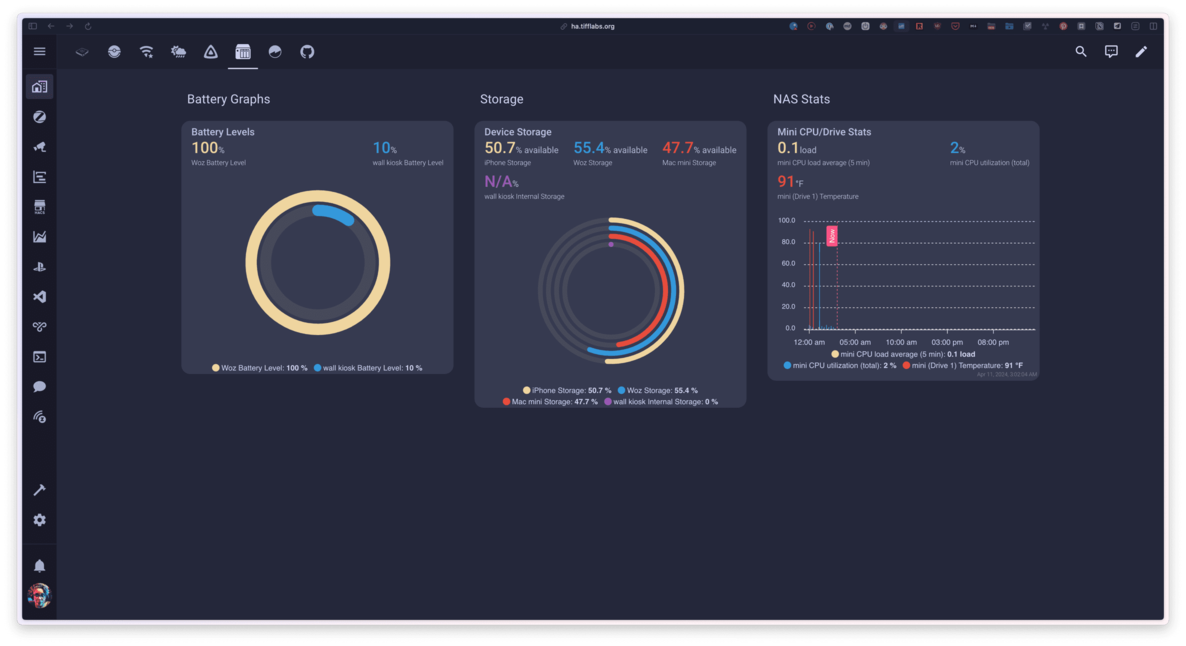 ha.tifflabs.org
Battery Graphs
Battery Levels
100%
Woz Battery Level
10%
wall kiosk Battery Level
Woz Battery Level: 100 %
wall kiosk Battery Level: 10 %
Storage
Device Storage
50.7% available
iPhone Storage
55.4% available
Woz Storage
47.7% available
Mac mini Storage
N/A%
wall kiosk Internal Storage
iPhone Storage: 50.7 %
Woz Storage: 55.4 %
Mac mini Storage: 47.7 %
wall kiosk Internal Storage: 0 %
NAS Stats
Mini CPU/Drive Stats
0.1 load
mini CPU load average (5 min)
2%
mini CPU utilization (total)
91 °F
mini (Drive 1) Temperature
100.0
80.0
60.0
40.0
20.0
0.0
Now
12:00 am
05:00 am
10:00 am
03:00 pm
08:00 pm
mini CPU load average (5 min): 0.1 load
mini CPU utilization (total): 2 %
mini (Drive 1) Temperature: 91 °F
HACS